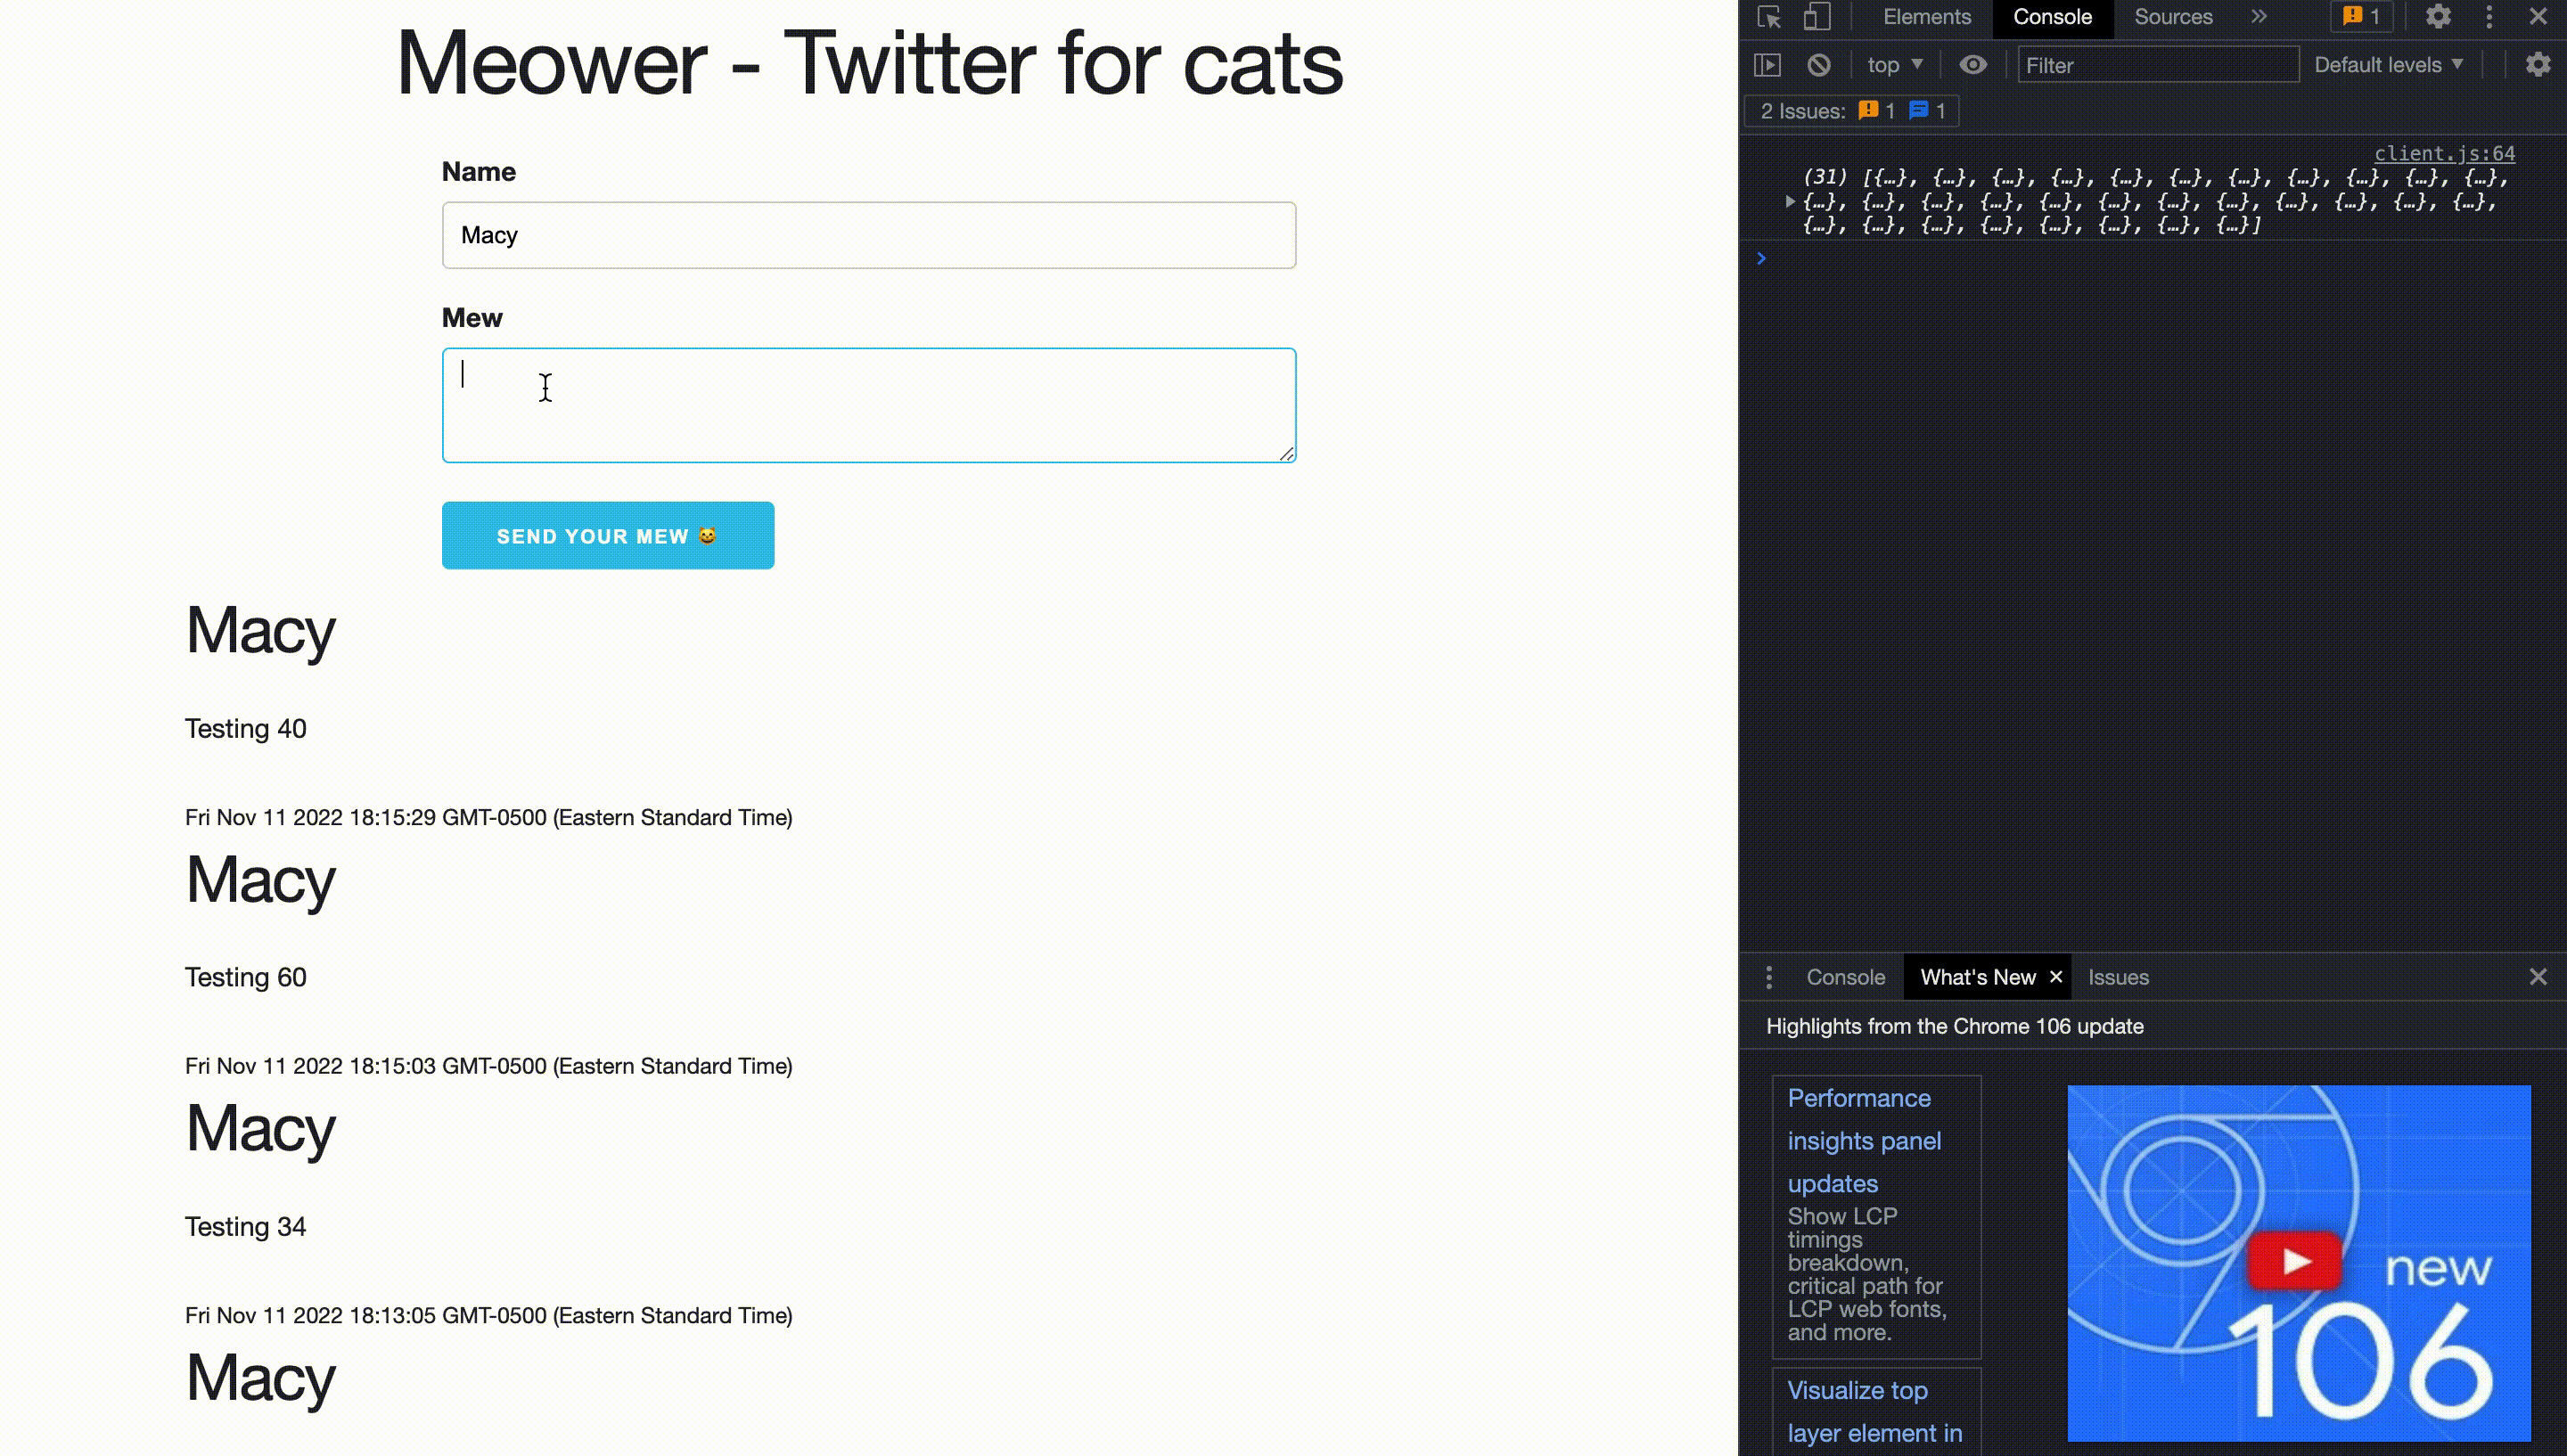 Meower - Twitter for cats
Name
Macy
Mew
SEND YOUR MEW 😺
Macy
Testing 40
Fri Nov 11 2022 18:15:29 GMT-0500 (Eastern Standard Time)
Macy
Testing 60
Fri Nov 11 2022 18:15:03 GMT-0500 (Eastern Standard Time)
Macy
Testing 34
Fri Nov 11 2022 18:13:05 GMT-0500 (Eastern Standard Time)
Macy
Elements Console Sources » 1
top ▼ Filter Default levels ▼
2 Issues: 1 1
client.js:64
(31) [{…}, {…}, {…}, {…}, {…}, {…}, {…}, {…}, {…}, {…}, {…},
{…}, {…}, {…}, {…}, {…}, {…}, {…}, {…}, {…}, {…}, {…}, {…},
{…}, {…}, {…}, {…}, {…}, {…}, {…}, {…}]
Console What's New × Issues
Highlights from the Chrome 106 update
Performance
insights panel
updates
Show LCP
timings
breakdown,
critical path for
LCP web fonts,
and more.
Visualize top
layer element in
new
106